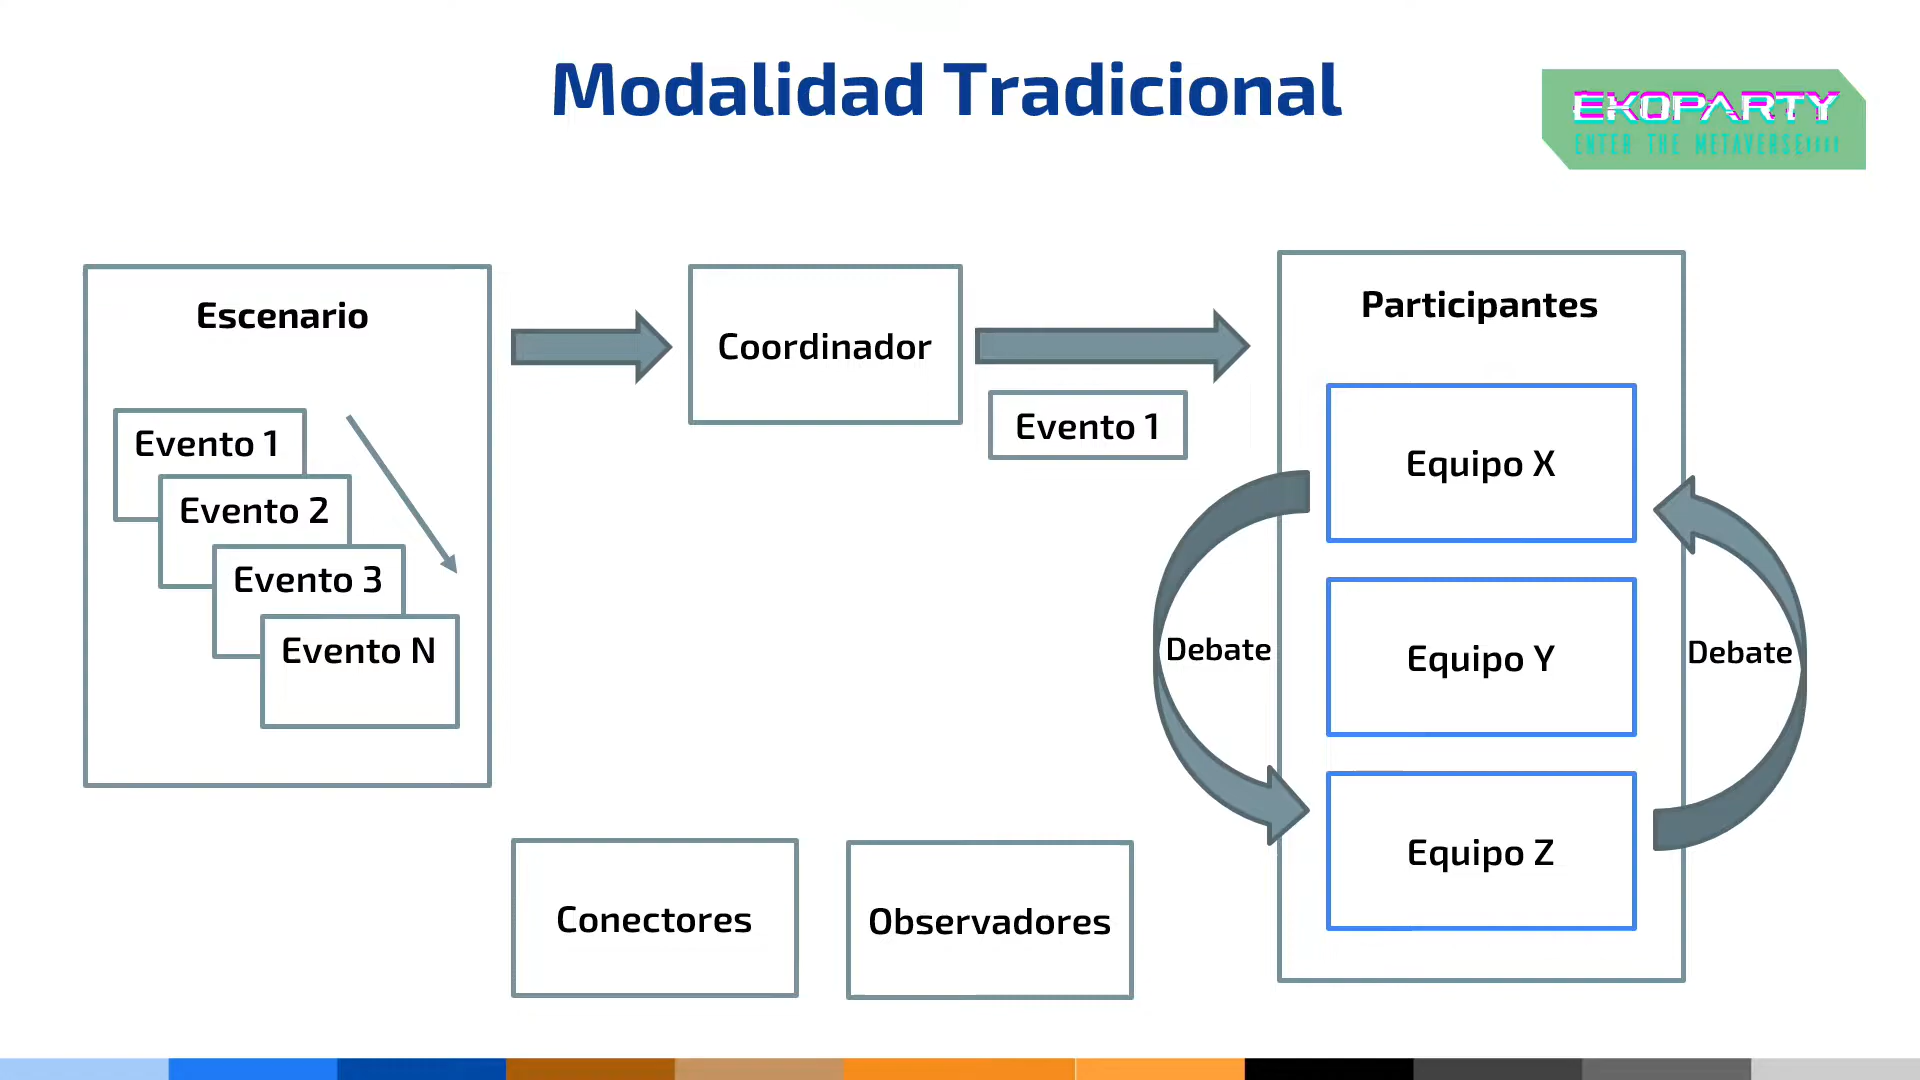 Modalidad Tradicional
EKOPARTY
ENTER THE METAVERSE
Escenario
Evento 1
Evento 2
Evento 3
Evento N
Coordinador
Evento 1
Participantes
Equipo X
Equipo Y
Equipo Z
Debate
Debate
Conectores
Observadores